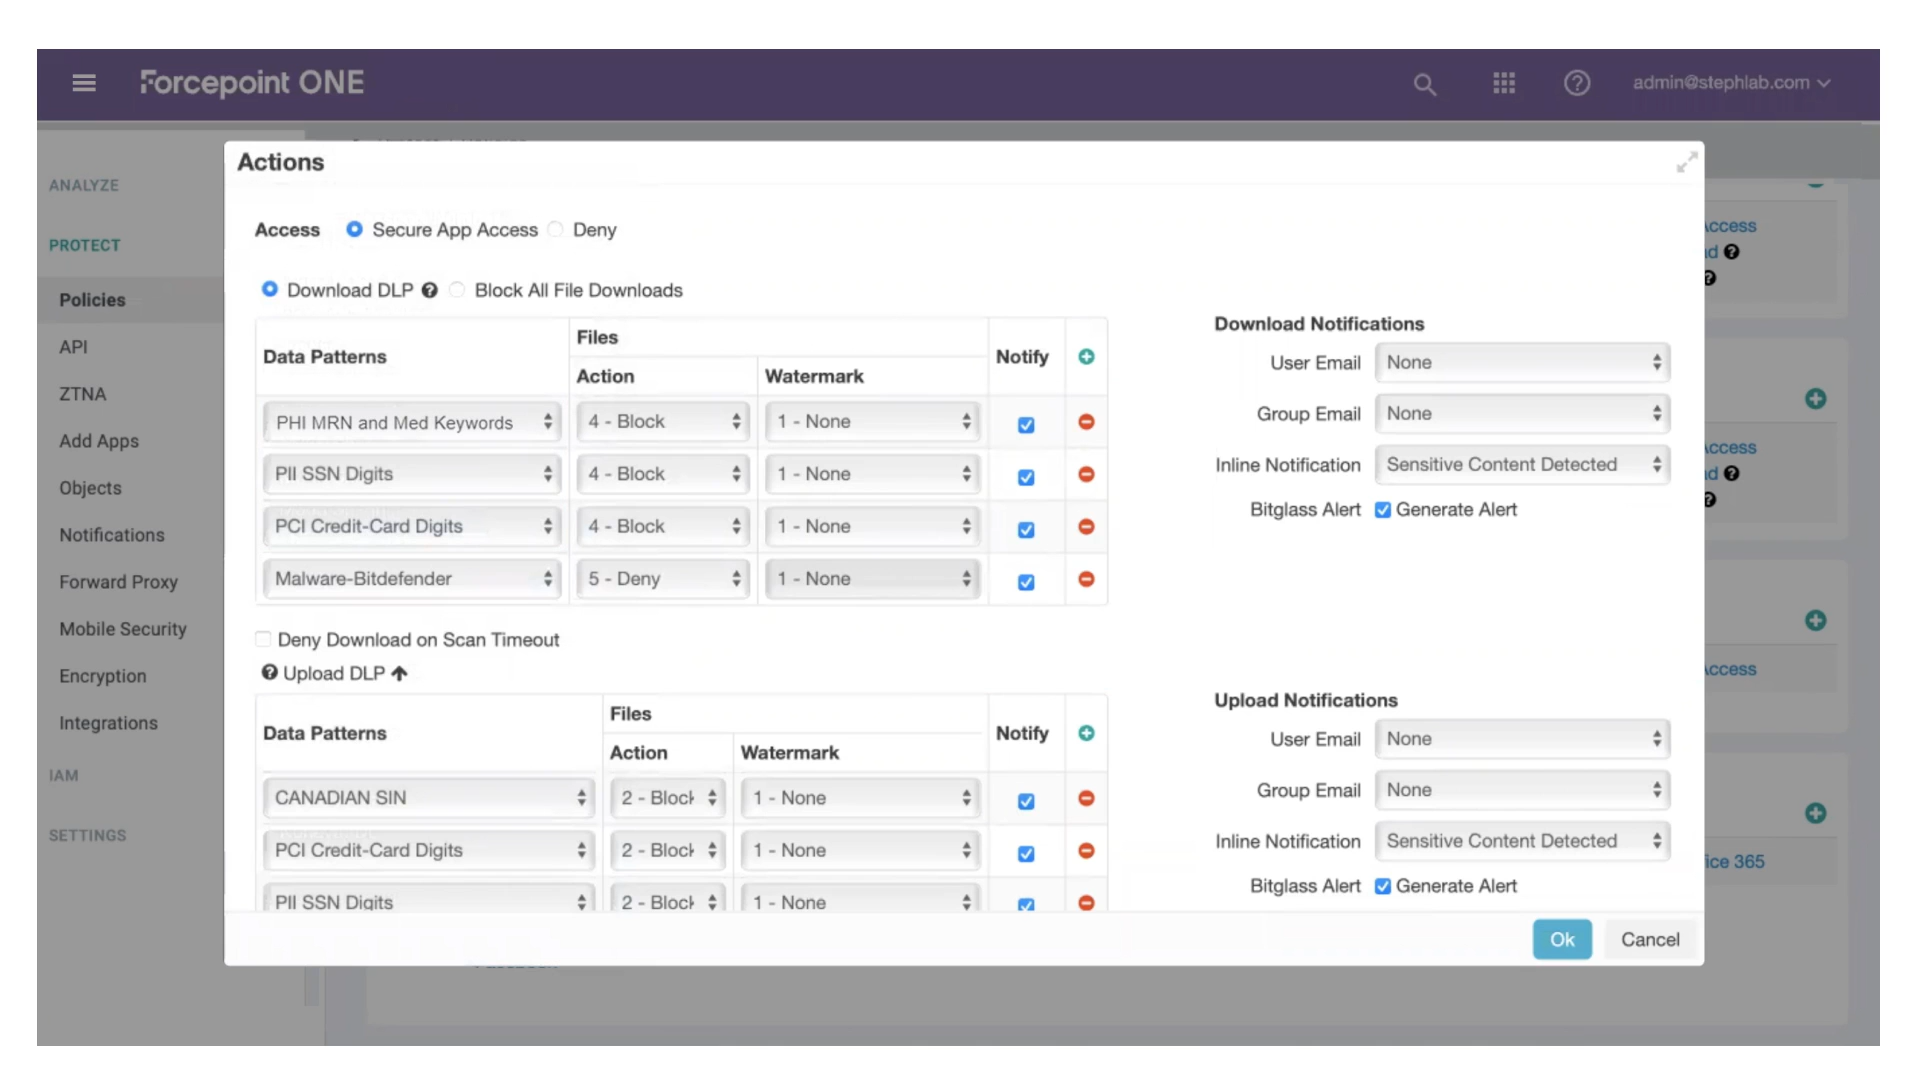 Forcepoint ONE
admin@stephlab.com
ANALYZE
PROTECT
Policies
API
ZTNA
Add Apps
Objects
Notifications
Forward Proxy
Mobile Security
Encryption
Integrations
IAM
SETTINGS
Actions
Access Secure App Access Deny
Download DLP Block All File Downloads
Data Patterns Files Notify
Action Watermark
PHI MRN and Med Keywords 4 - Block 1 - None
PII SSN Digits 4 - Block 1 - None
PCI Credit-Card Digits 4 - Block 1 - None
Malware-Bitdefender 5 - Deny 1 - None
Download Notifications
User Email None
Group Email None
Inline Notification Sensitive Content Detected
Bitglass Alert Generate Alert
Deny Download on Scan Timeout
Upload DLP
Data Patterns Files Notify
Action Watermark
CANADIAN SIN 2 - Block 1 - None
PCI Credit-Card Digits 2 - Block 1 - None
PII SSN Digits 2 - Block 1 - None
Upload Notifications
User Email None
Group Email None
Inline Notification Sensitive Content Detected
Bitglass Alert Generate Alert
Ok Cancel
365